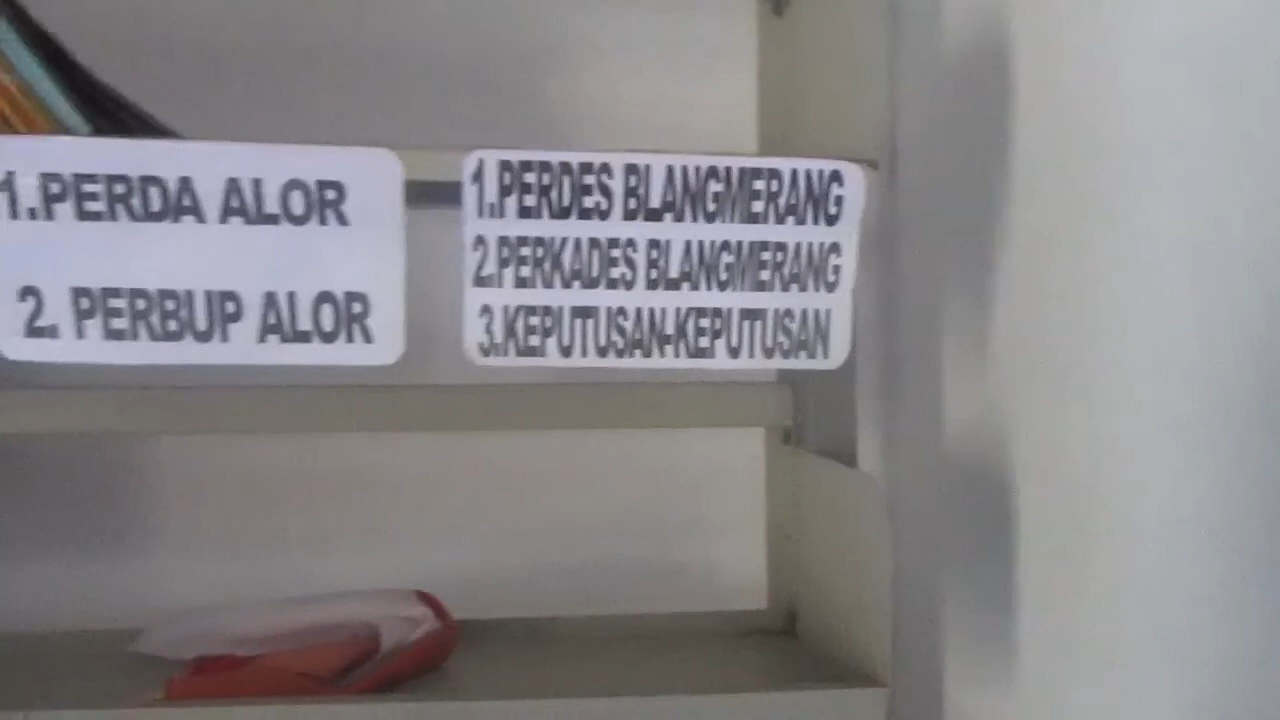 1.PERDA ALOR
2. PERBUP ALOR
1.PERDES BLANGMERANG
2.PERKADES BLANGMERANG
3.KEPUTUSAN-KEPUTUSAN